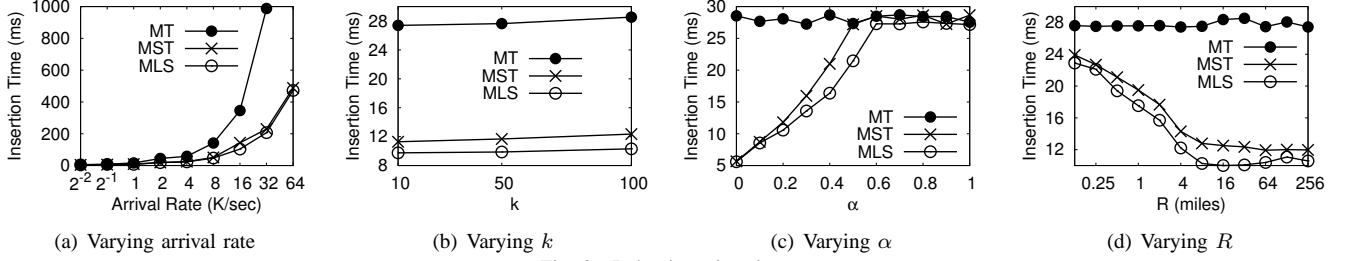 Insertion Time (ms)
1000
800
600
400
200
0
MT
MST
MLS
2^-2 2^-1 1 2 4 8 16 32 64
Arrival Rate (K/sec)
(a) Varying arrival rate
Insertion Time (ms)
28
24
20
16
12
8
MT
MST
MLS
10 50 100
k
(b) Varying k
Insertion Time (ms)
30
25
20
15
10
5
MT
MST
MLS
0 0.2 0.4 0.6 0.8 1
α
(c) Varying α
Insertion Time (ms)
28
24
20
16
12
MT
MST
MLS
0.25 1 4 16 64 256
R (miles)
(d) Varying R